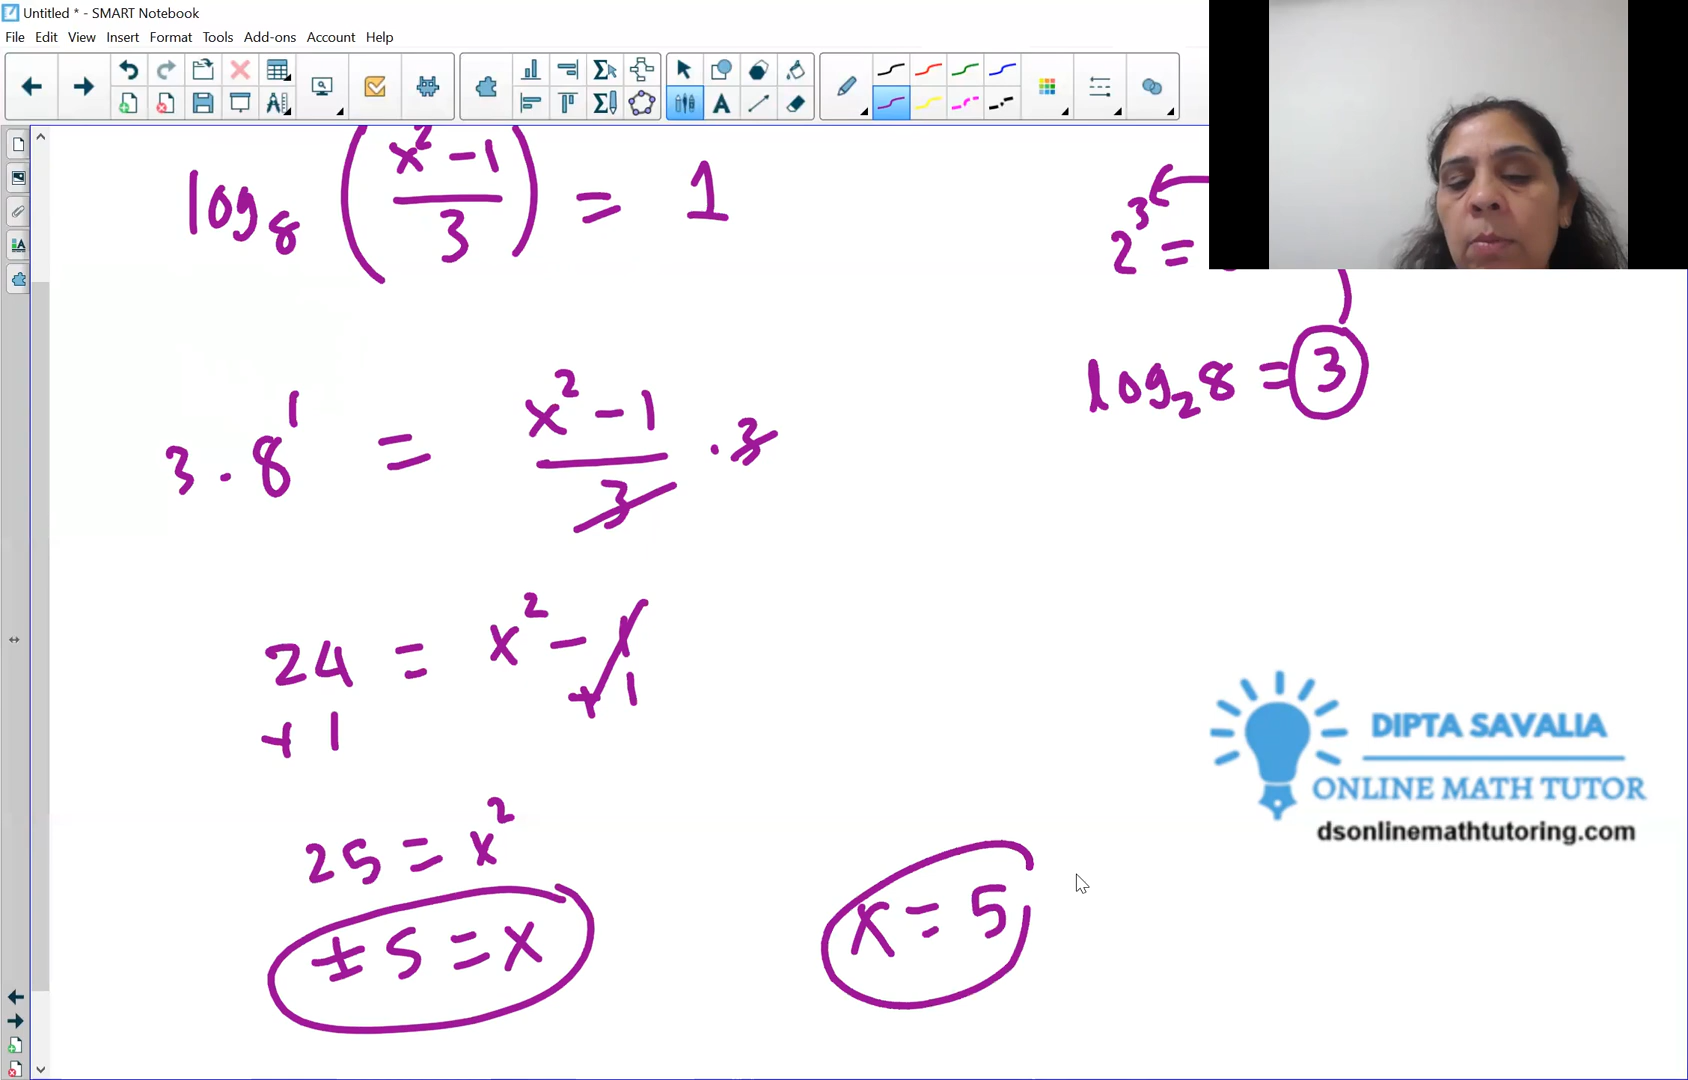 Untitled * - SMART Notebook
File Edit View Insert Format Tools Add-ons Account Help
log₈ (x² - 1 / 3) = 1
2³ =
log₂8 = 3
3 · 8¹ = x² - 1 / 3 · 3
24 = x² - 1
+ 1 + 1
25 = x²
± 5 = x
x = 5
DIPTA SAVALIA
ONLINE MATH TUTOR
dsonlinemathtutoring.com